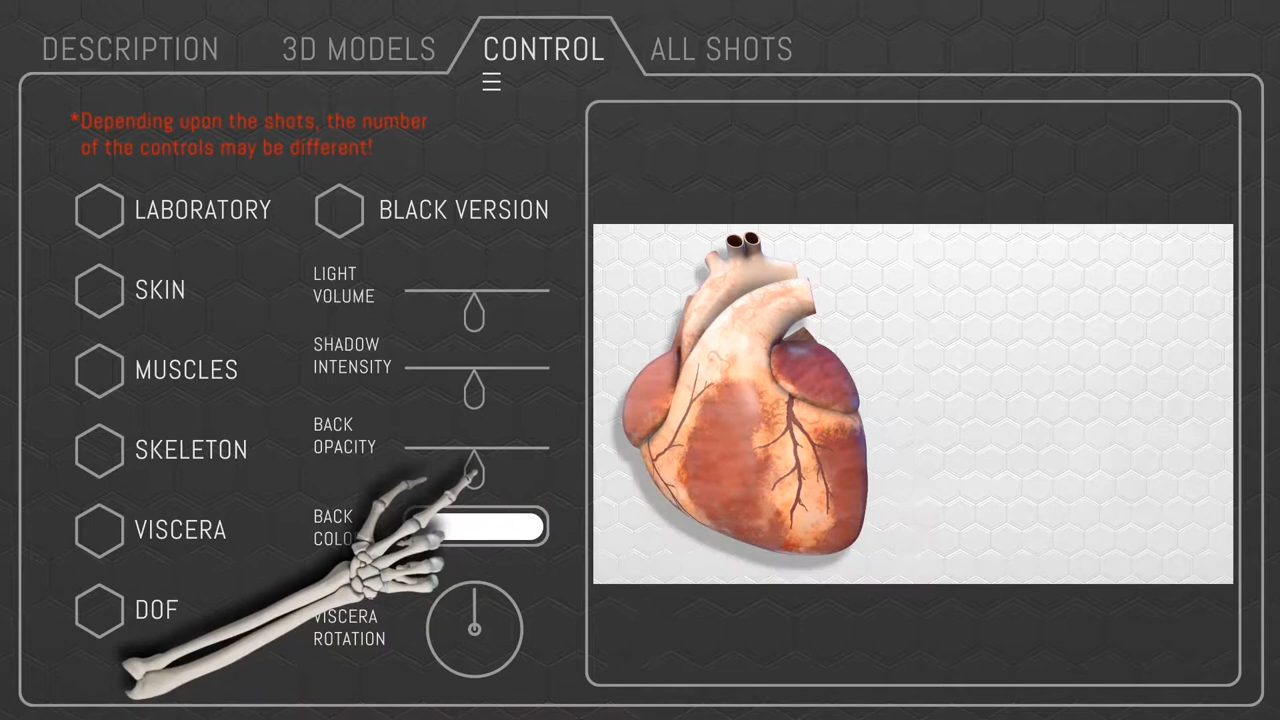 DESCRIPTION 3D MODELS CONTROL ALL SHOTS
*Depending upon the shots, the number
of the controls may be different!
LABORATORY BLACK VERSION
SKIN
LIGHT
VOLUME
MUSCLES
SHADOW
INTENSITY
SKELETON
BACK
OPACITY
VISCERA
BACK
DOF
VISCERA
ROTATION